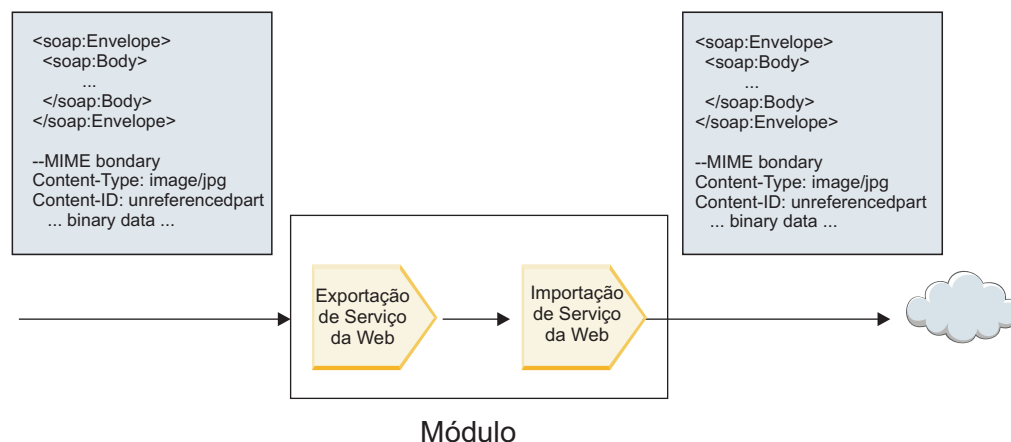 <soap:Envelope>
<soap:Body>
...
</soap:Body>
</soap:Envelope>
--MIME bondary
Content-Type: image/jpg
Content-ID: unreferencedpart
... binary data ...
<soap:Envelope>
<soap:Body>
...
</soap:Body>
</soap:Envelope>
--MIME bondary
Content-Type: image/jpg
Content-ID: unreferencedpart
... binary data ...
Exportação
de Serviço
da Web
Importação
de Serviço
da Web
Módulo